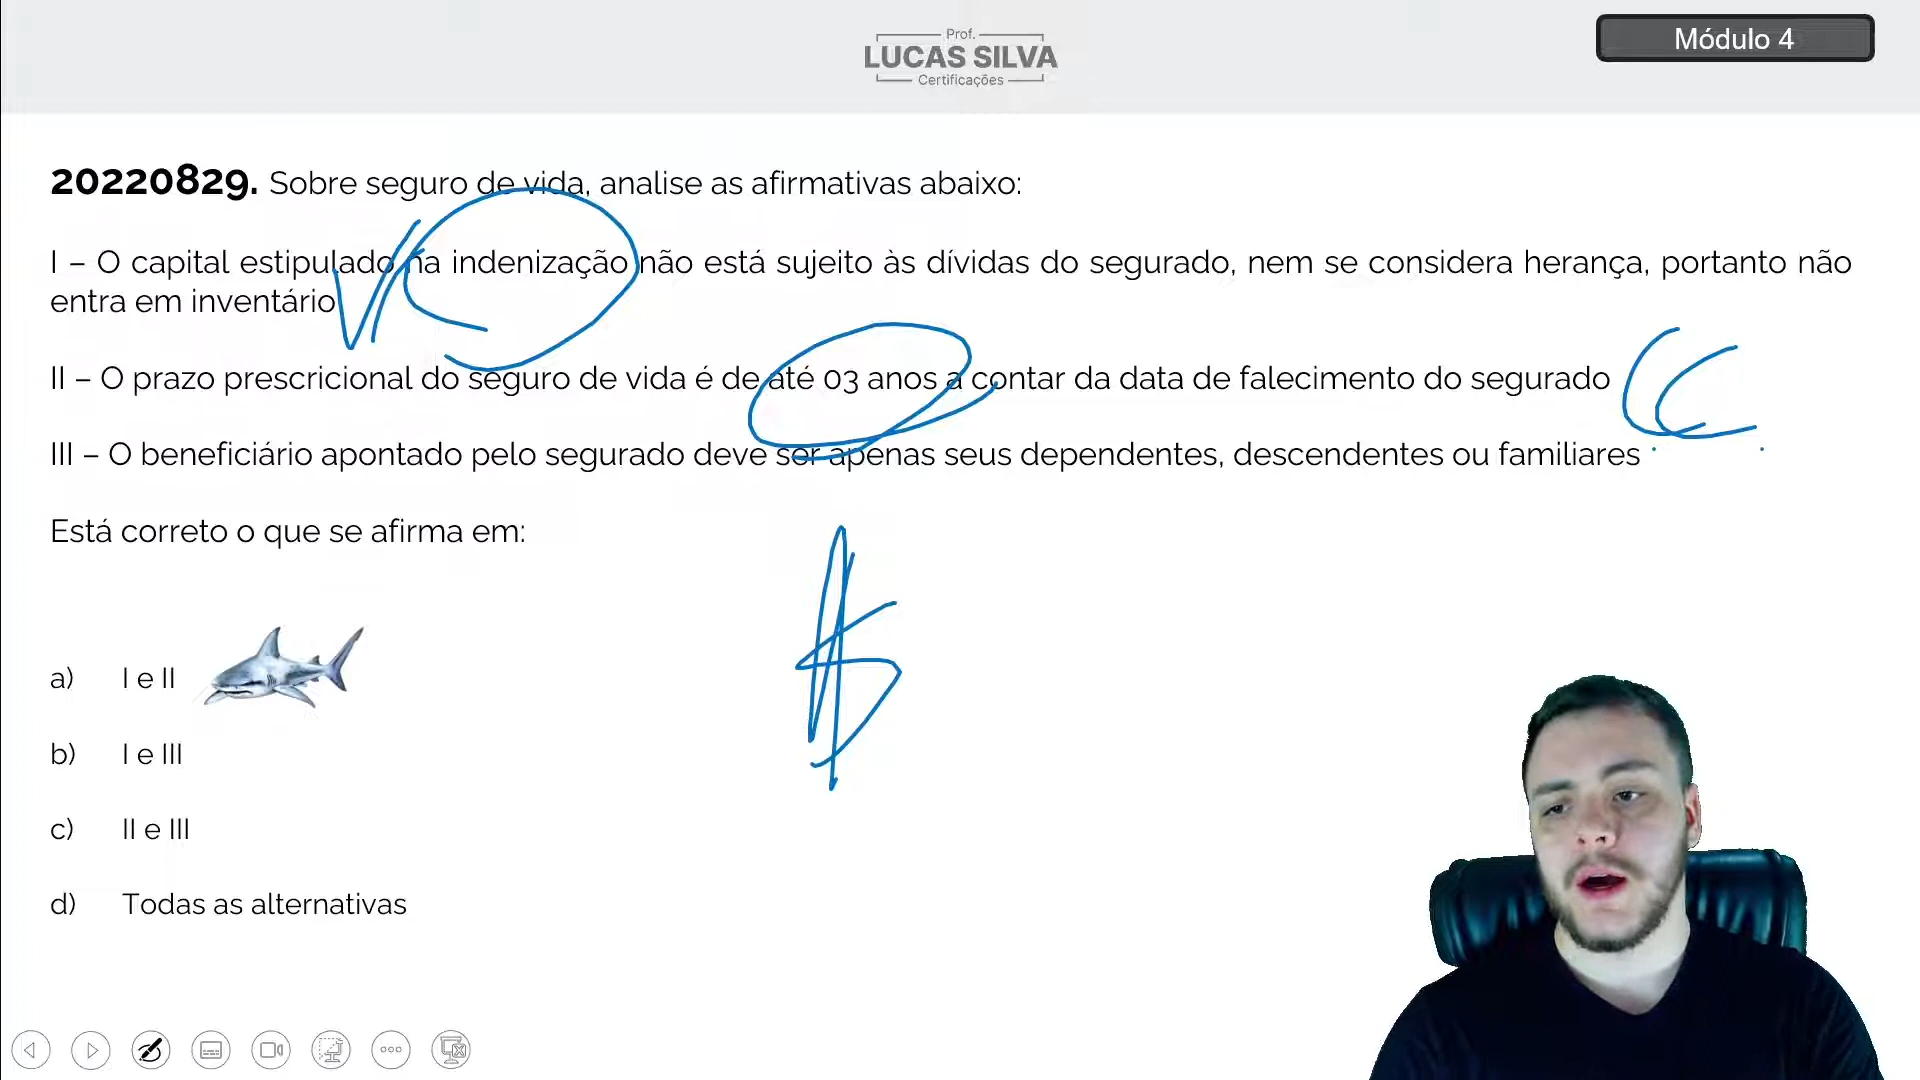 Prof.
LUCAS SILVA
Certificações
Módulo 4
20220829. Sobre seguro de vida, analise as afirmativas abaixo:
I – O capital estipulado na indenização não está sujeito às dívidas do segurado, nem se considera herança, portanto não
entra em inventário
II – O prazo prescricional do seguro de vida é de até 03 anos a contar da data de falecimento do segurado
III – O beneficiário apontado pelo segurado deve ser apenas seus dependentes, descendentes ou familiares
Está correto o que se afirma em:
a) I e II
b) I e III
c) II e III
d) Todas as alternativas